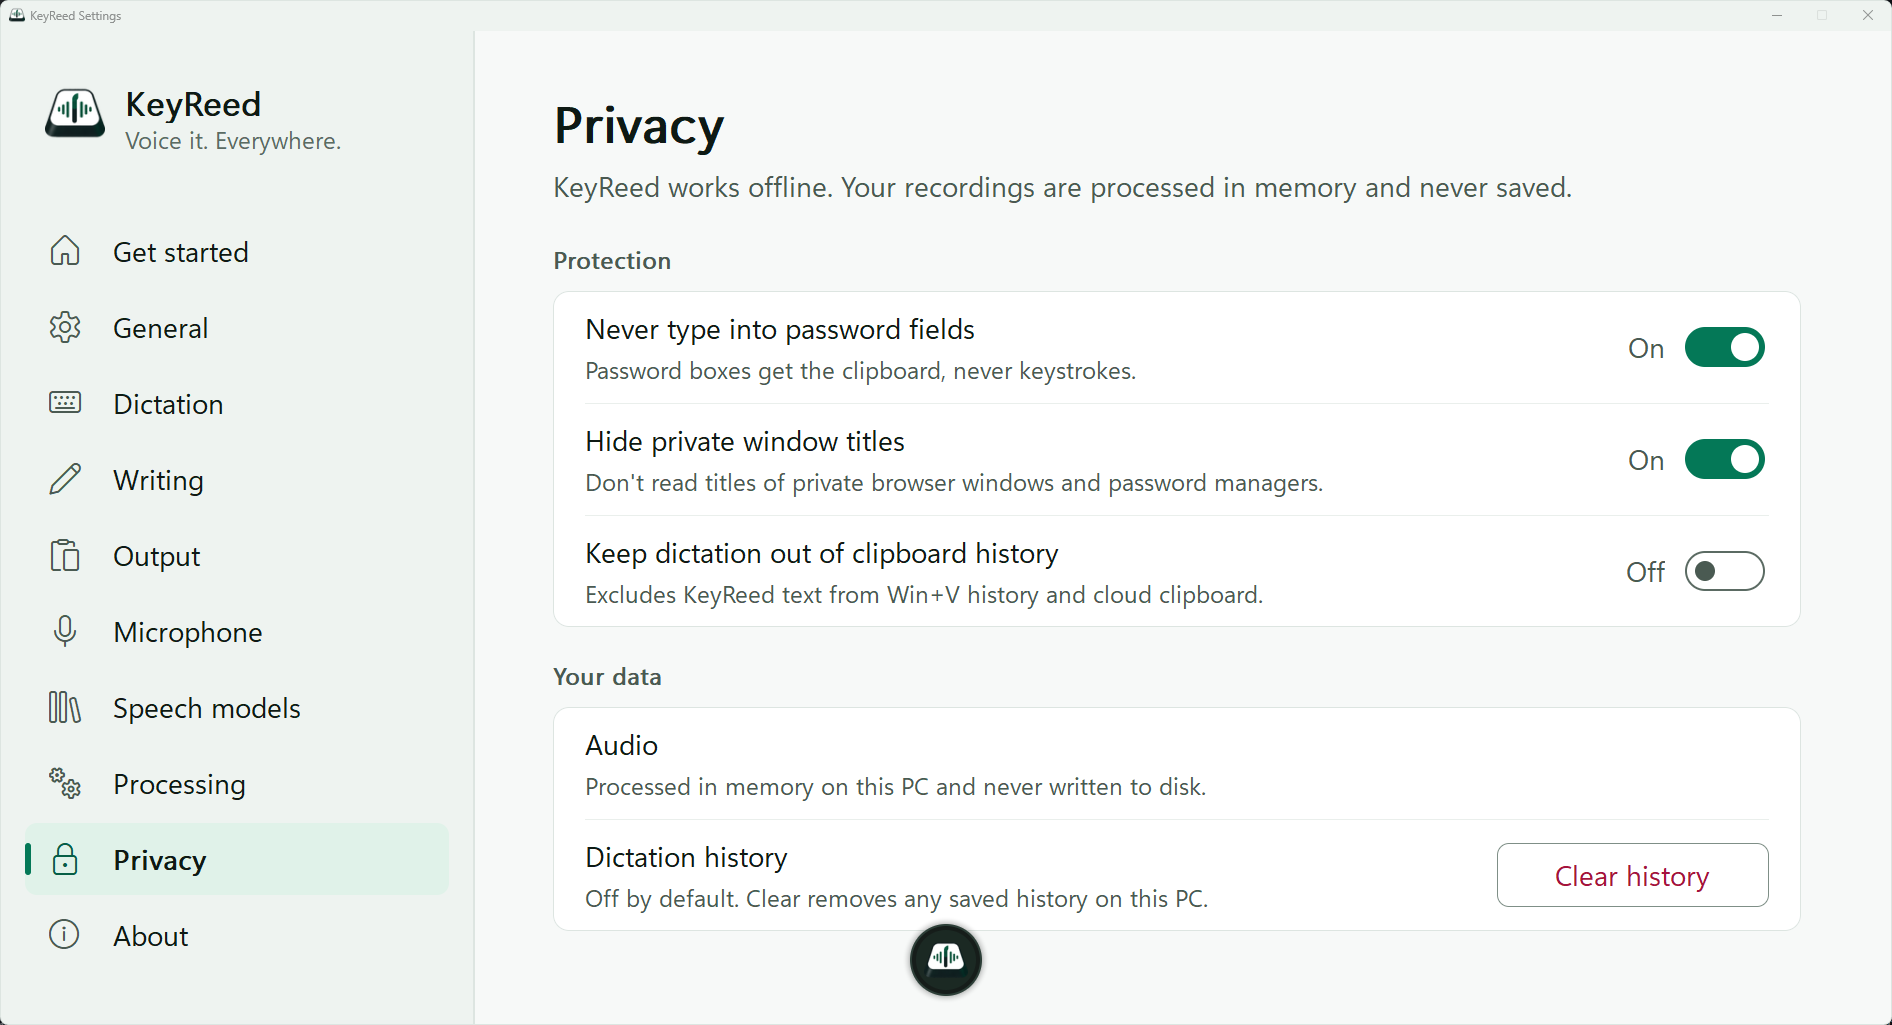 KeyReed Settings
KeyReed
Voice it. Everywhere.
Get started
General
Dictation
Writing
Output
Microphone
Speech models
Processing
Privacy
About
Privacy
KeyReed works offline. Your recordings are processed in memory and never saved.
Protection
Never type into password fields
Password boxes get the clipboard, never keystrokes.
On
Hide private window titles
Don't read titles of private browser windows and password managers.
On
Keep dictation out of clipboard history
Excludes KeyReed text from Win+V history and cloud clipboard.
Off
Your data
Audio
Processed in memory on this PC and never written to disk.
Dictation history
Off by default. Clear removes any saved history on this PC.
Clear history